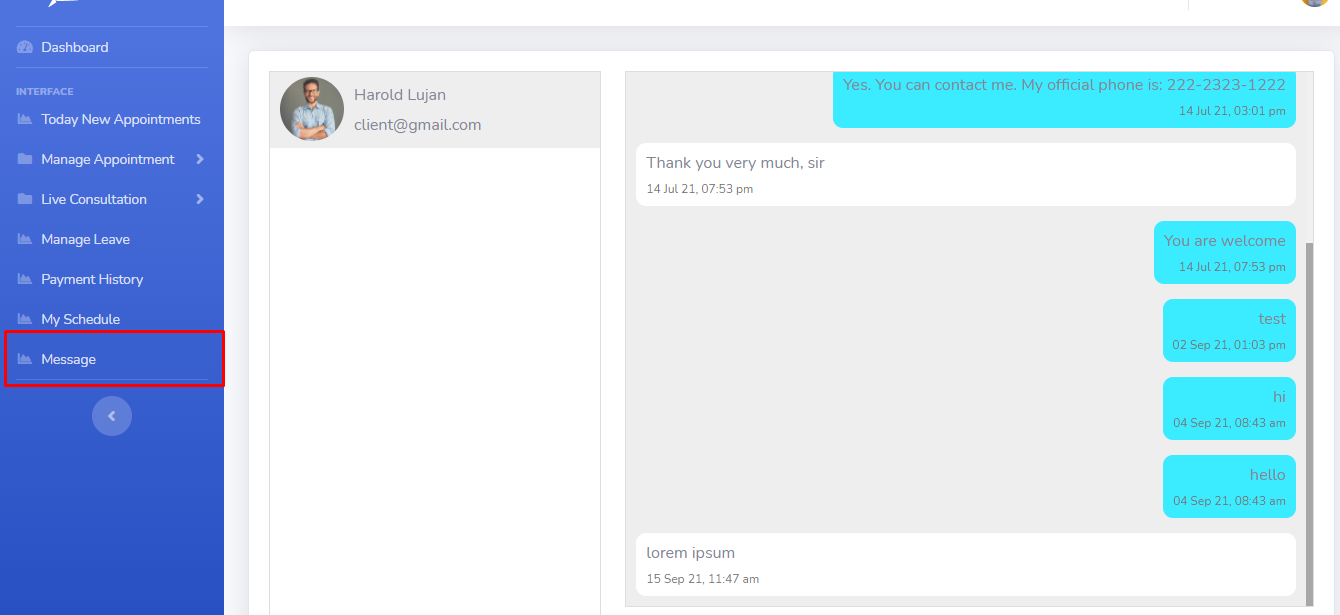 Dashboard
INTERFACE
Today New Appointments
Manage Appointment
Live Consultation
Manage Leave
Payment History
My Schedule
Message
Harold Lujan
client@gmail.com
Yes. You can contact me. My official phone is: 222-2323-1222
14 Jul 21, 03:01 pm
Thank you very much, sir
14 Jul 21, 07:53 pm
You are welcome
14 Jul 21, 07:53 pm
test
02 Sep 21, 01:03 pm
hi
04 Sep 21, 08:43 am
hello
04 Sep 21, 08:43 am
lorem ipsum
15 Sep 21, 11:47 am